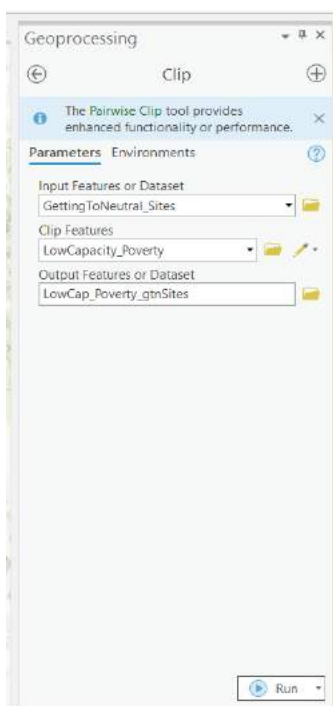 Geoprocessing
Clip
The Pairwise Clip tool provides
enhanced functionality or performance.
Parameters Environments
Input Features or Dataset
GettingToNeutral_Sites
Clip Features
LowCapacity_Poverty
Output Features or Dataset
LowCap_Poverty_gtnSites
Run